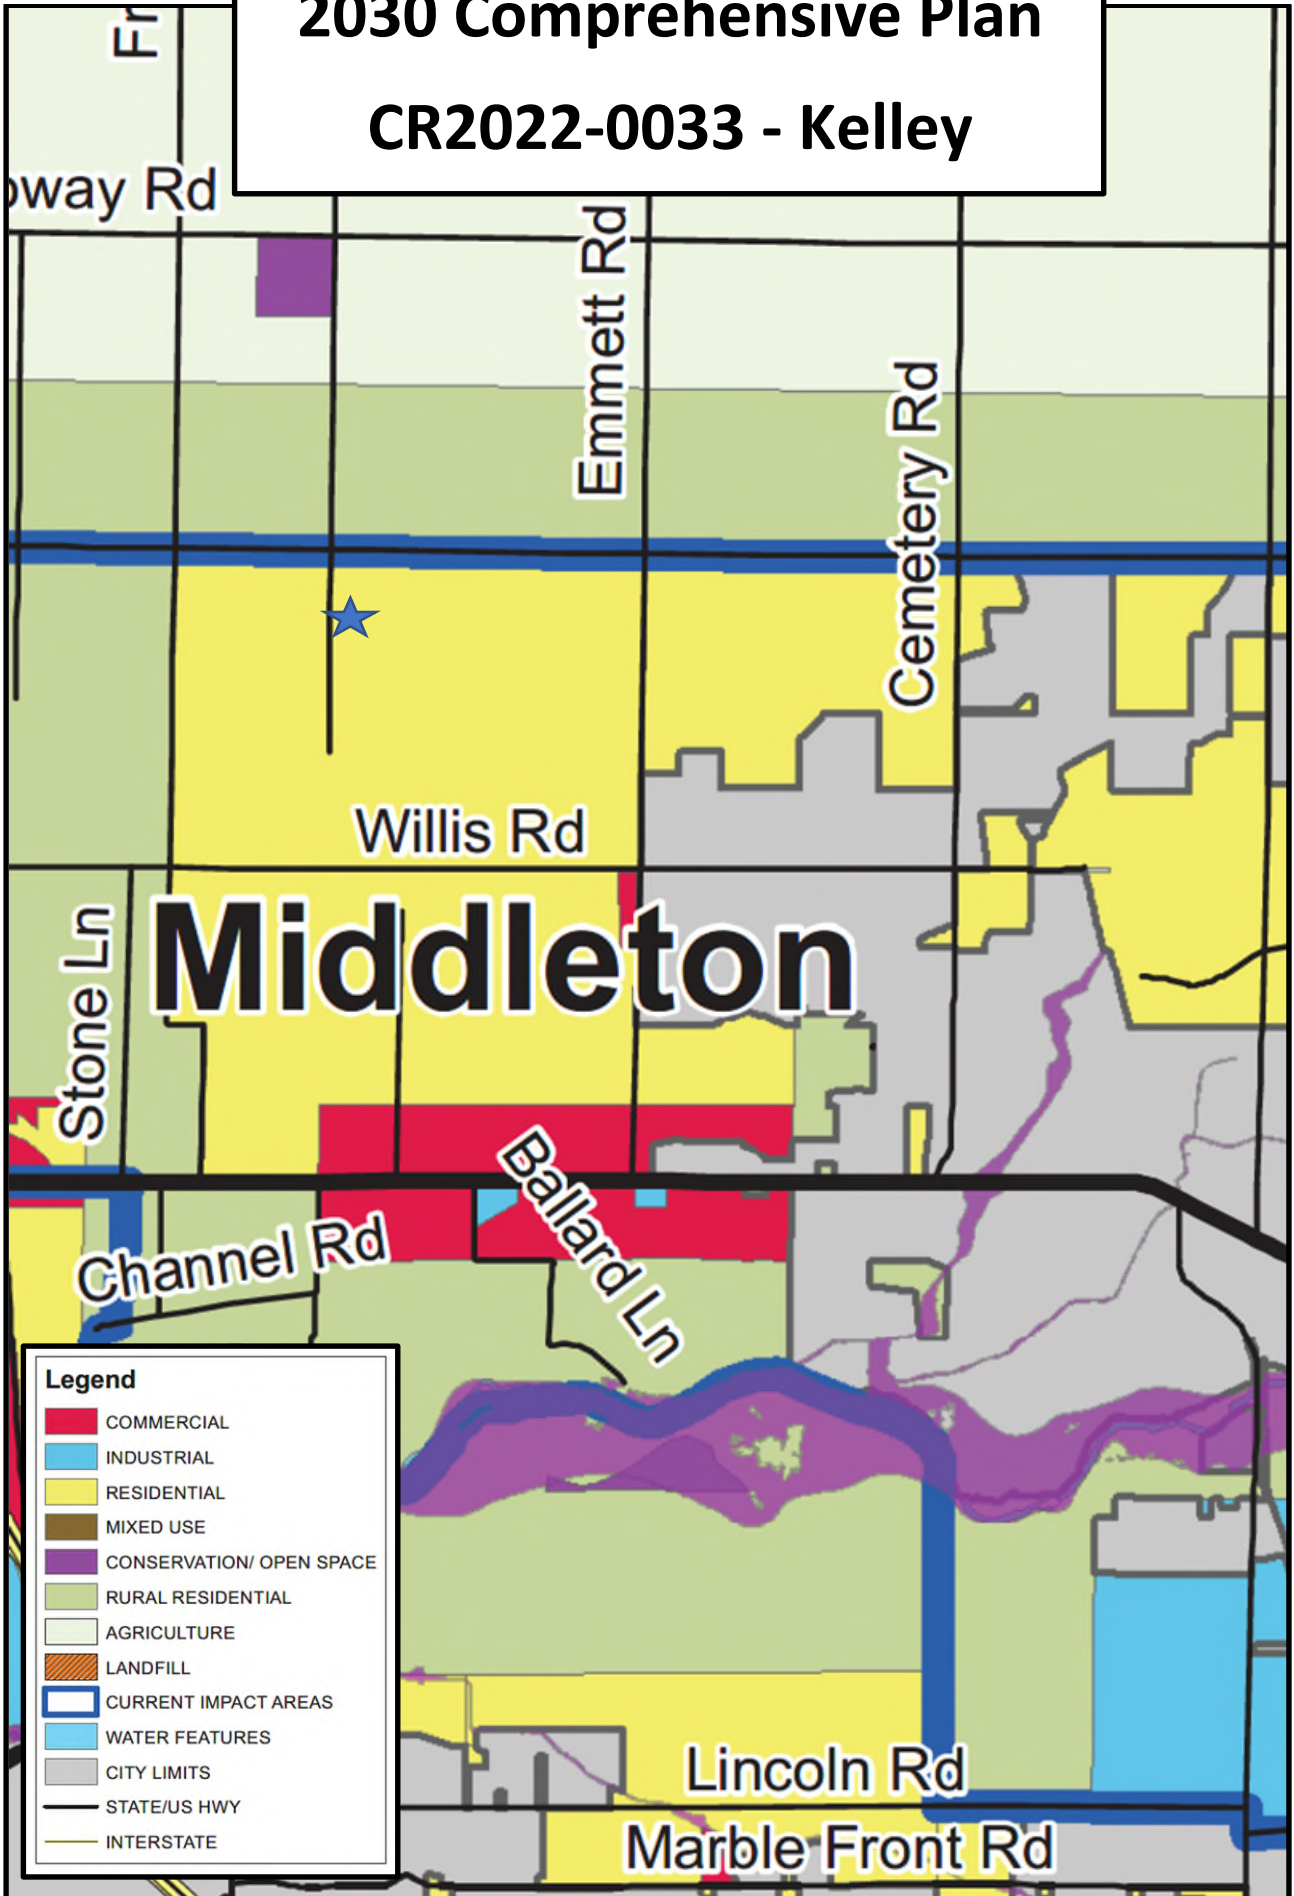 2030 Comprehensive Plan
CR2022-0033 - Kelley
Fr
oway Rd
Emmett Rd
Cemetery Rd
Willis Rd
Middleton
Stone Ln
Ballard Ln
Channel Rd
Legend
COMMERCIAL
INDUSTRIAL
RESIDENTIAL
MIXED USE
CONSERVATION/ OPEN SPACE
RURAL RESIDENTIAL
AGRICULTURE
LANDFILL
CURRENT IMPACT AREAS
WATER FEATURES
CITY LIMITS
STATE/US HWY
INTERSTATE
Lincoln Rd
Marble Front Rd